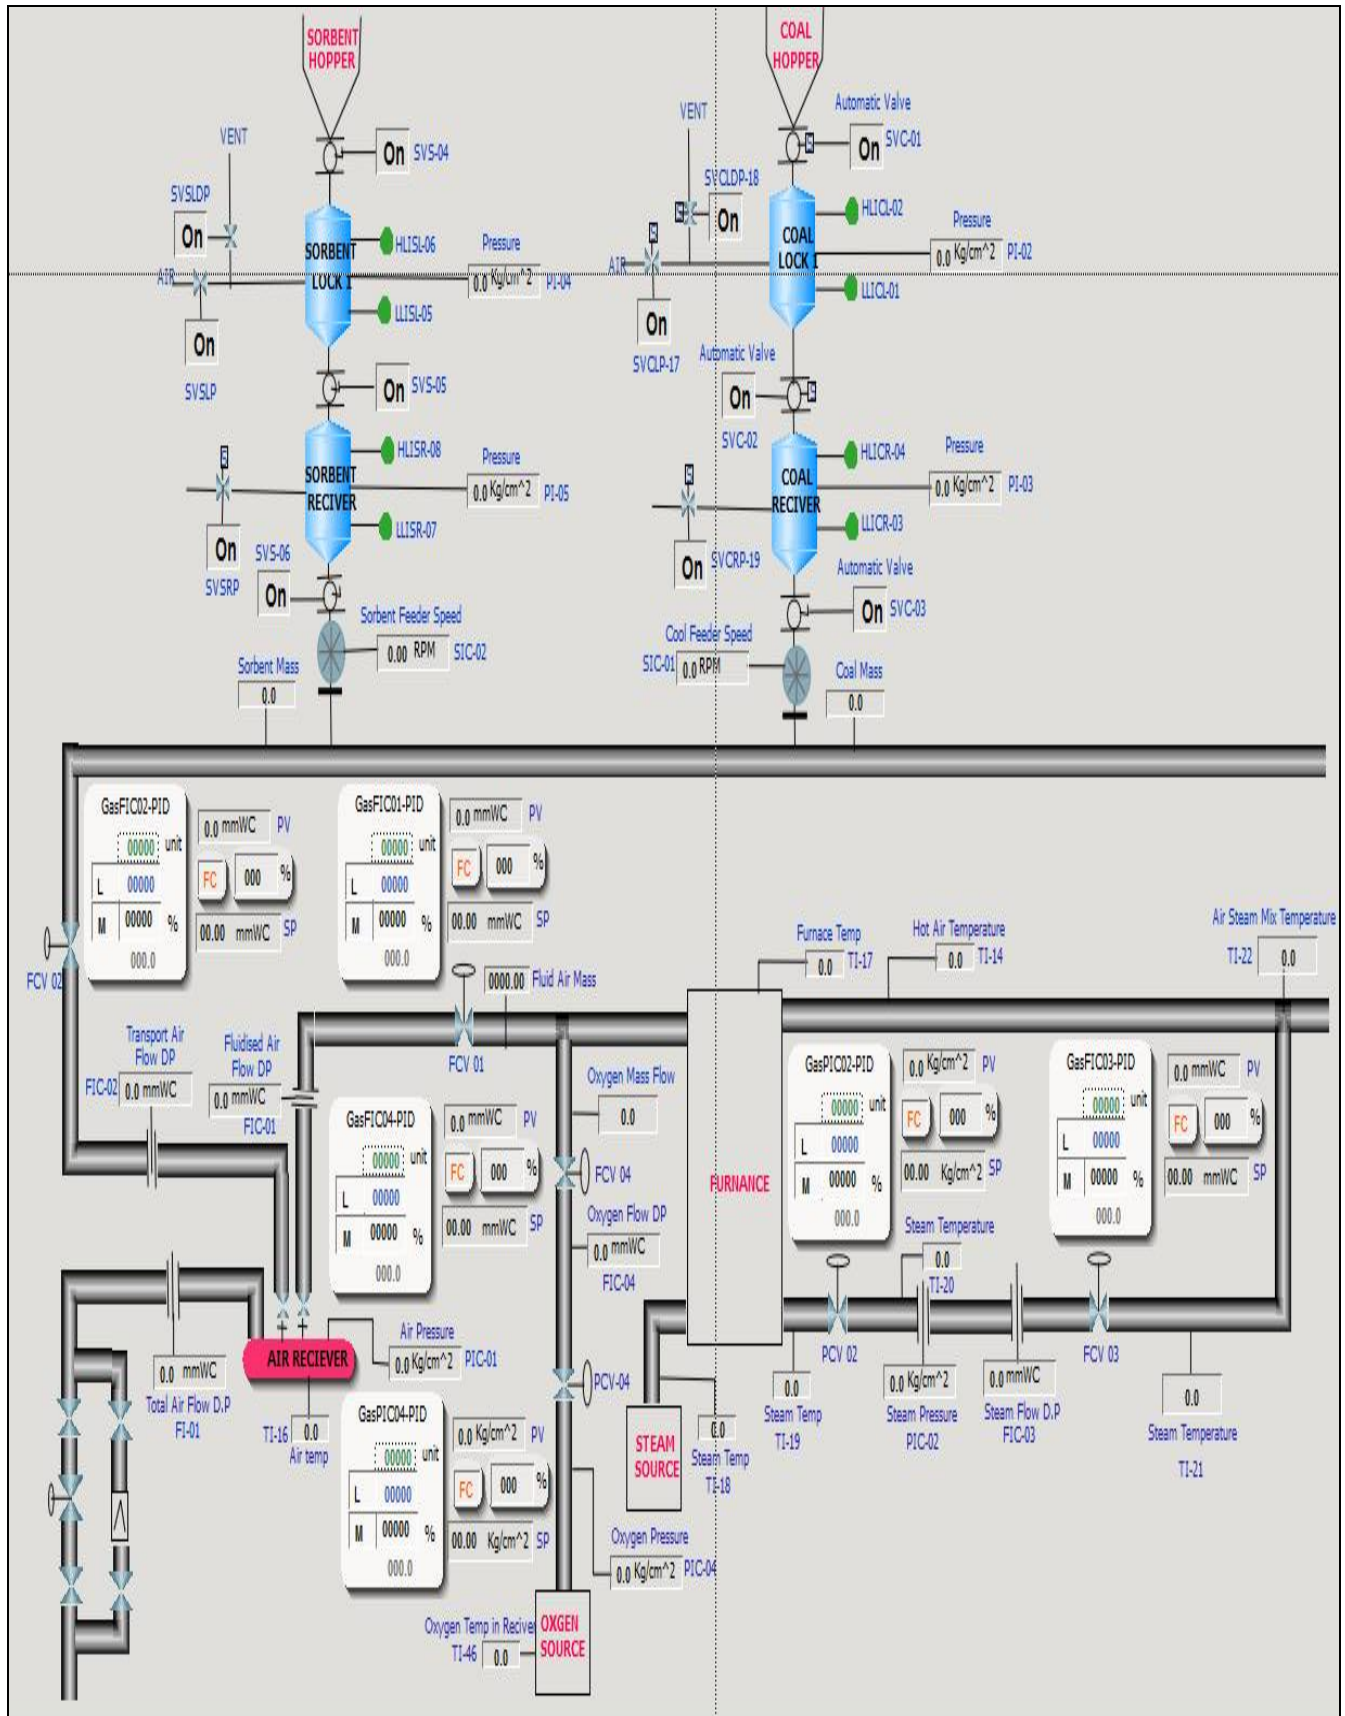 SORBENT
HOPPER
COAL
HOPPER
VENT
On
SVS-04
VENT
Automatic Valve
On
SVC-01
SVSLDP
On
AIR
On
SVSLP
SORBENT
LOCK 1
HLISL-06
LLISL-05
Pressure
0.0 Kg/cm^2
PI-04
SVCLDP-18
On
AIR
On
SVCLP-17
COAL
LOCK 1
HLICL-02
LLICL-01
Pressure
0.0 Kg/cm^2
PI-02
On
SVS-05
Automatic Valve
On
SVC-02
SORBENT
RECIVER
HLISR-08
LLISR-07
Pressure
0.0 Kg/cm^2
PI-05
S
On
SVSRP
SVS-06
On
S
On
SVCRP-19
COAL
RECIVER
HLICR-04
LLICR-03
Pressure
0.0 Kg/cm^2
PI-03
Automatic Valve
On
SVC-03
Sorbent Feeder Speed
0.00 RPM
SIC-02
Sorbent Mass
0.0
Cool Feeder Speed
SIC-01
0.0 RPM
Coal Mass
0.0
GasFIC02-PID
00000 unit
L 00000
M 00000 %
000.0
0.0 mmWC PV
FC 000 %
00.00 mmWC SP
FCV 02
GasFIC01-PID
00000 unit
L 00000
M 00000 %
000.0
0.0 mmWC PV
FC 000 %
00.00 mmWC SP
0000.00 Fluid Air Mass
FCV 01
Furnace Temp
0.0 TI-17
Hot Air Temperature
0.0 TI-14
Air Steam Mix Temperature
TI-22 0.0
Transport Air
Flow DP
FIC-02 0.0 mmWC
Fluidised Air
Flow DP
0.0 mmWC
FIC-01
GasFIC04-PID
00000 unit
L 00000
M 00000 %
000.0
0.0 mmWC PV
FC 000 %
00.00 mmWC SP
Oxygen Mass Flow
0.0
FCV 04
Oxygen Flow DP
0.0 mmWC
FIC-04
FURNANCE
GasPIC02-PID
00000 unit
L 00000
M 00000 %
000.0
0.0 Kg/cm^2 PV
FC 000 %
00.00 Kg/cm^2 SP
Steam Temperature
0.0
TI-20
GasFIC03-PID
00000 unit
L 00000
M 00000 %
000.0
0.0 mmWC PV
FC 000 %
00.00 mmWC SP
AIR RECIEVER
Air Pressure
0.0 Kg/cm^2 PIC-01
0.0 mmWC
Total Air Flow D.P
FI-01
TI-16 0.0
Air temp
PCV-04
PCV 02
FCV 03
0.0
Steam Temp
TI-19
0.0 Kg/cm^2
Steam Pressure
PIC-02
0.0 mmWC
Steam Flow D.P
FIC-03
0.0
Steam Temperature
TI-21
GasPIC04-PID
00000 unit
L 00000
M 00000 %
000.0
0.0 Kg/cm^2 PV
FC 000 %
00.00 Kg/cm^2 SP
STEAM
SOURCE
0.0
Steam Temp
TI-18
Oxygen Pressure
0.0 Kg/cm^2 PIC-04
Oxygen Temp in Reciver
TI-46 0.0
OXGEN
SOURCE